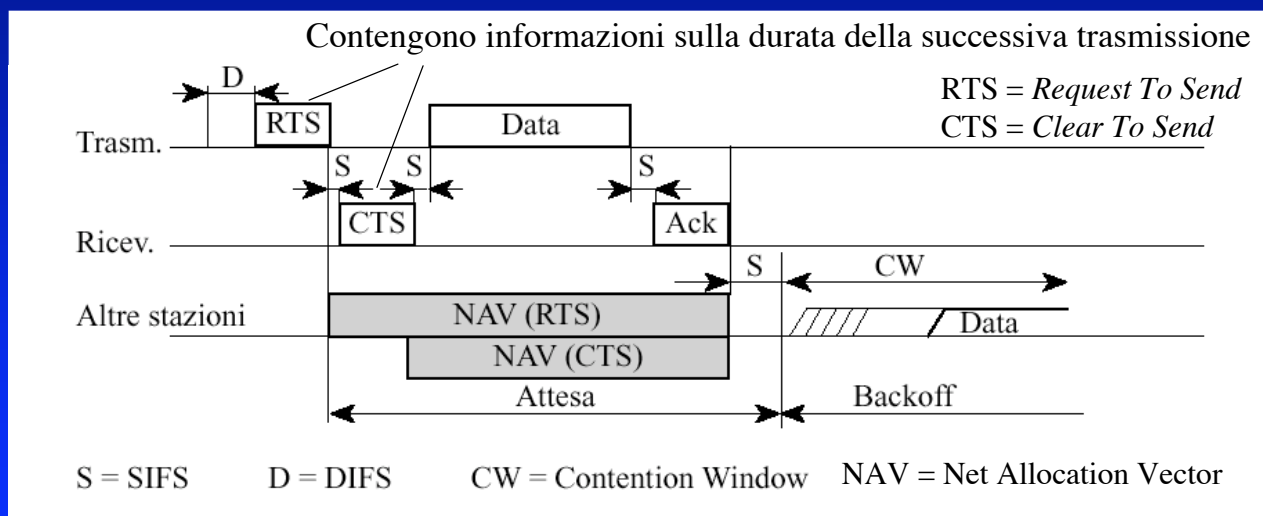 Contengono informazioni sulla durata della successiva trasmissione
D
RTS = Request To Send
CTS = Clear To Send
RTS
Data
Trasm.
S
S
S
CTS
Ack
Ricev.
S
CW
Altre stazioni
NAV (RTS)
Data
NAV (CTS)
Attesa
Backoff
S = SIFS
D = DIFS
CW = Contention Window
NAV = Net Allocation Vector